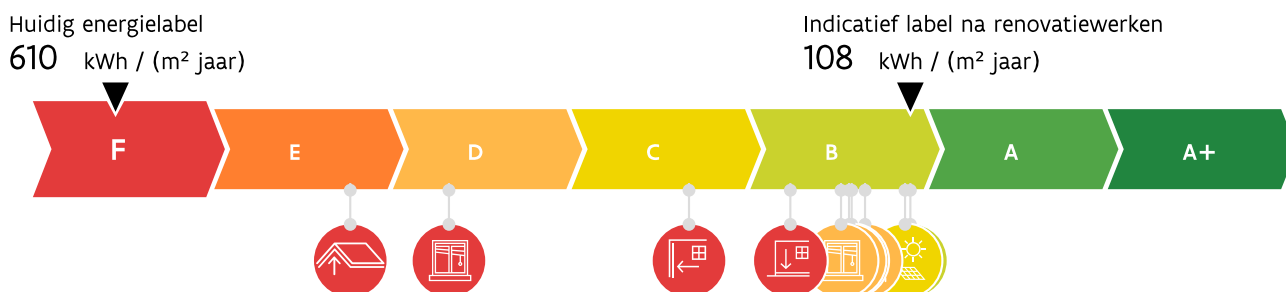 Huidig energielabel
610 kWh / (m² jaar)
Indicatief label na renovatiewerken
108 kWh / (m² jaar)
F E D C B A A+